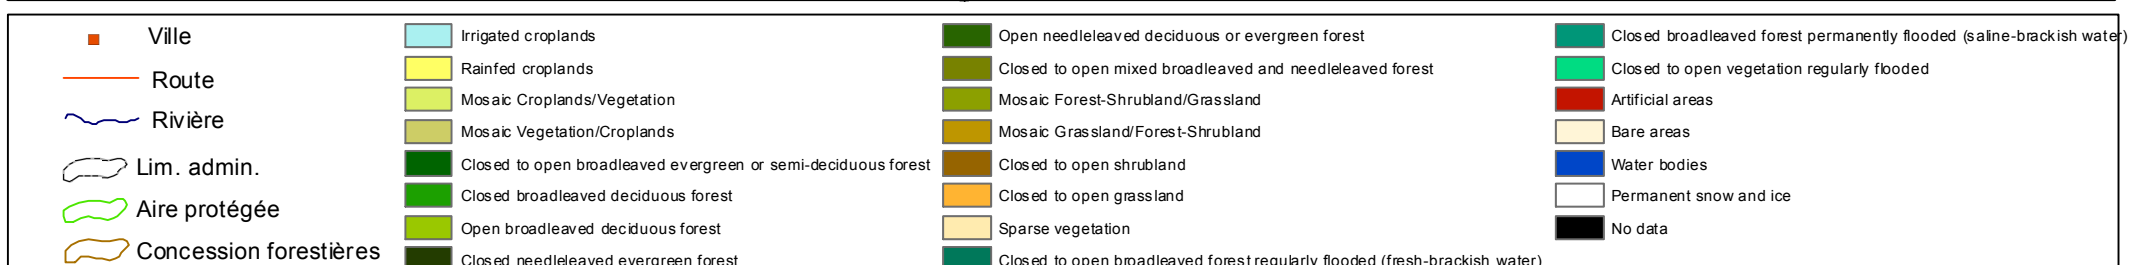 Ville
Route
Rivière
Lim. admin.
Aire protégée
Concession forestières
Irrigated croplands
Rainfed croplands
Mosaic Croplands/Vegetation
Mosaic Vegetation/Croplands
Closed to open broadleaved evergreen or semi-deciduous forest
Closed broadleaved deciduous forest
Open broadleaved deciduous forest
Closed needleleaved evergreen forest
Open needleleaved deciduous or evergreen forest
Closed to open mixed broadleaved and needleleaved forest
Mosaic Forest-Shrubland/Grassland
Mosaic Grassland/Forest-Shrubland
Closed to open shrubland
Closed to open grassland
Sparse vegetation
Closed to open broadleaved forest regularly flooded (fresh-brackish water)
Closed broadleaved forest permanently flooded (saline-brackish water)
Closed to open vegetation regularly flooded
Artificial areas
Bare areas
Water bodies
Permanent snow and ice
No data